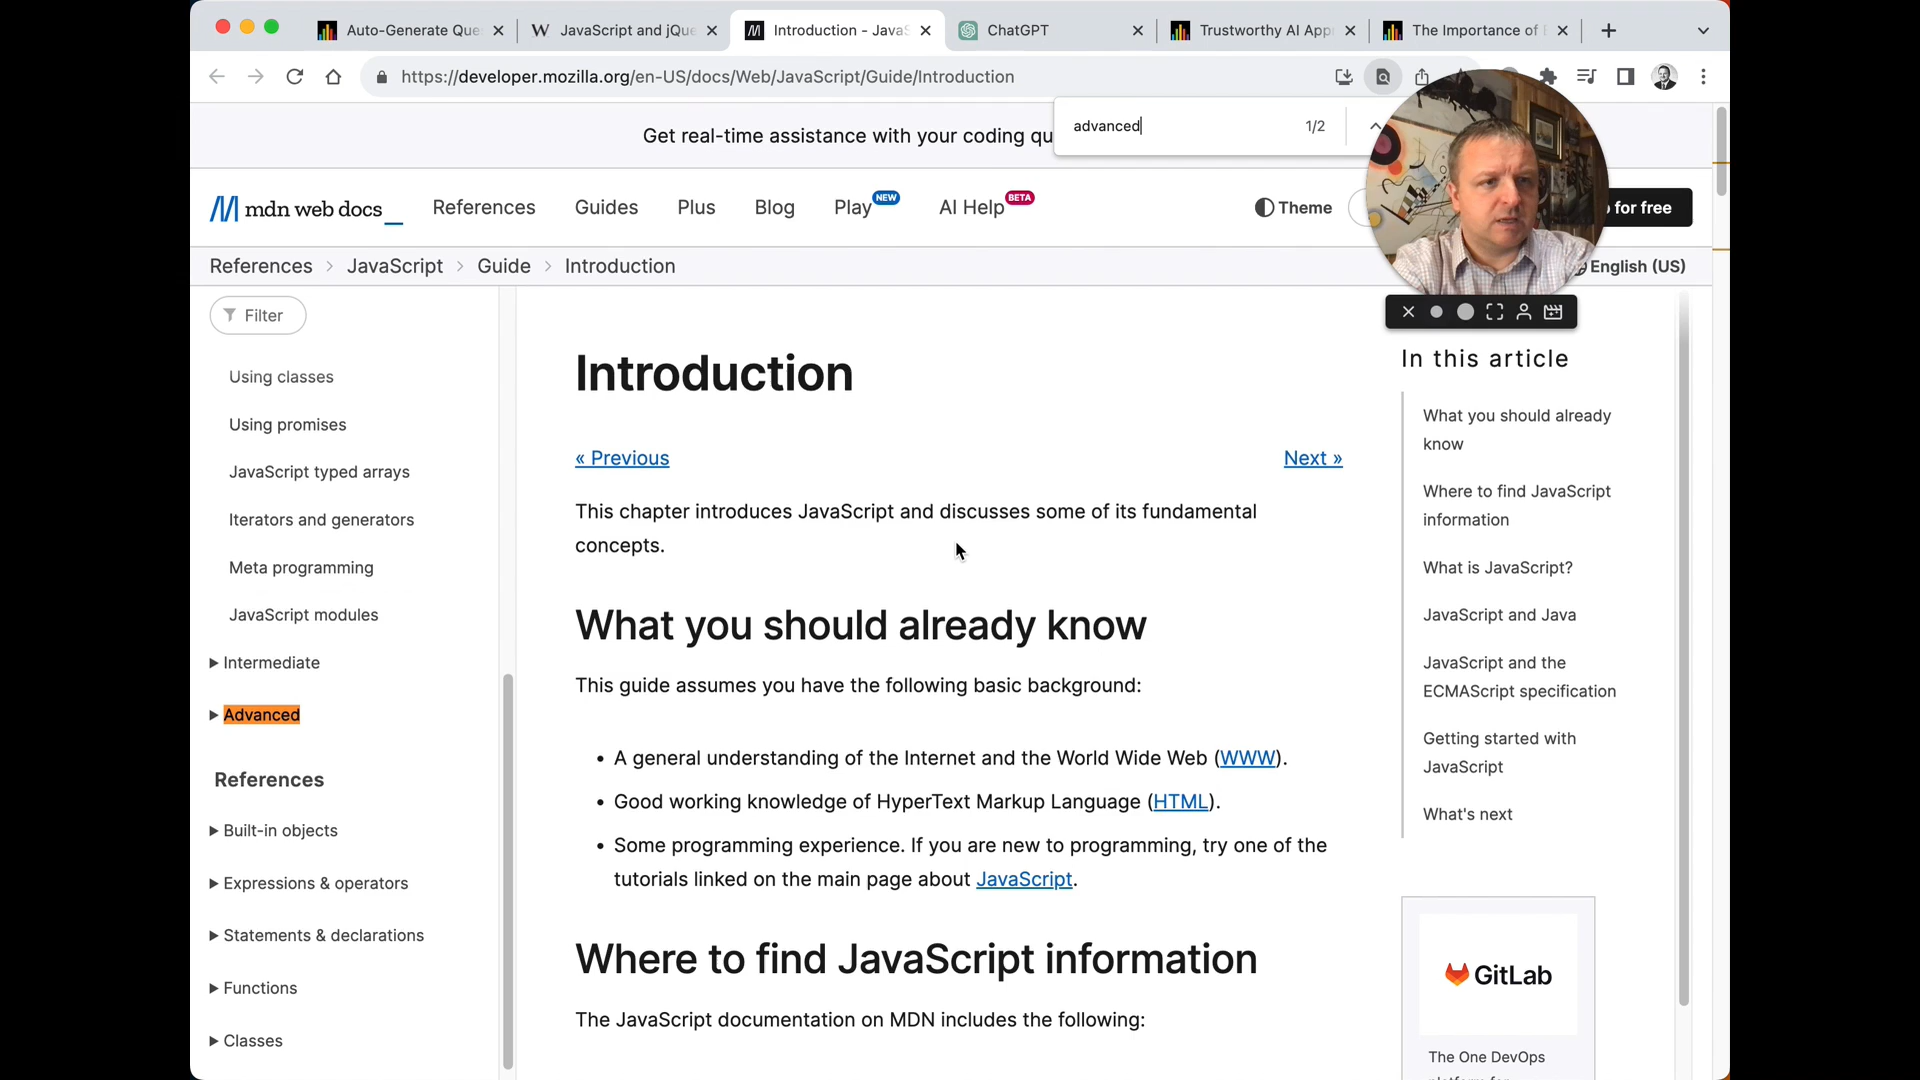 Auto-Generate Que
JavaScript and jQue
Introduction - JavaS
ChatGPT
Trustworthy AI App
The Importance of
https://developer.mozilla.org/en-US/docs/Web/JavaScript/Guide/Introduction
advanced
1/2
Get real-time assistance with your coding qu
mdn web docs_
References
Guides
Plus
Blog
Play
NEW
AI Help
BETA
Theme
for free
References
JavaScript
Guide
Introduction
English (US)
Filter
Using classes
Using promises
JavaScript typed arrays
Iterators and generators
Meta programming
JavaScript modules
Intermediate
Advanced
References
Built-in objects
Expressions & operators
Statements & declarations
Functions
Classes
Introduction
« Previous
Next »
This chapter introduces JavaScript and discusses some of its fundamental
concepts.
What you should already know
This guide assumes you have the following basic background:
• A general understanding of the Internet and the World Wide Web (WWW).
• Good working knowledge of HyperText Markup Language (HTML).
• Some programming experience. If you are new to programming, try one of the
tutorials linked on the main page about JavaScript.
Where to find JavaScript information
The JavaScript documentation on MDN includes the following:
In this article
What you should already
know
Where to find JavaScript
information
What is JavaScript?
JavaScript and Java
JavaScript and the
ECMAScript specification
Getting started with
JavaScript
What's next
GitLab
The One DevOps